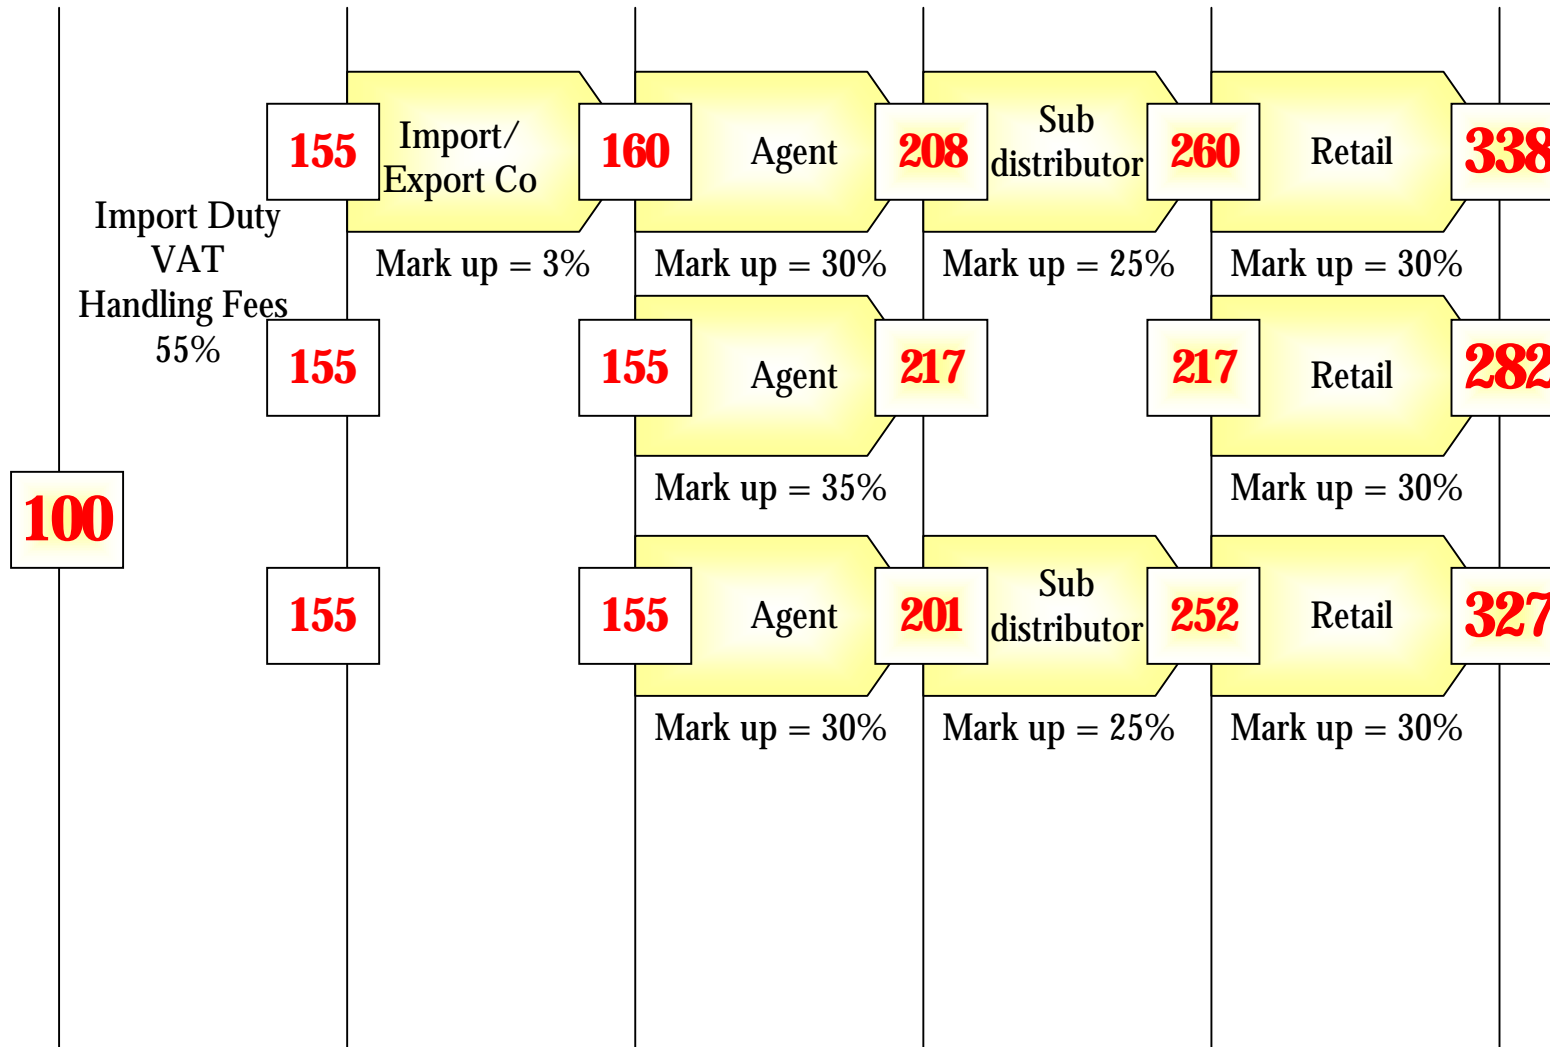 155
Import/
Export Co
160
Agent
208
Sub
distributor
260
Retail
338
Import Duty
VAT
Handling Fees
55%
Mark up = 3%
Mark up = 30%
Mark up = 25%
Mark up = 30%
155
155
Agent
217
217
Retail
282
Mark up = 35%
Mark up = 30%
100
155
155
Agent
201
Sub
distributor
252
Retail
327
Mark up = 30%
Mark up = 25%
Mark up = 30%